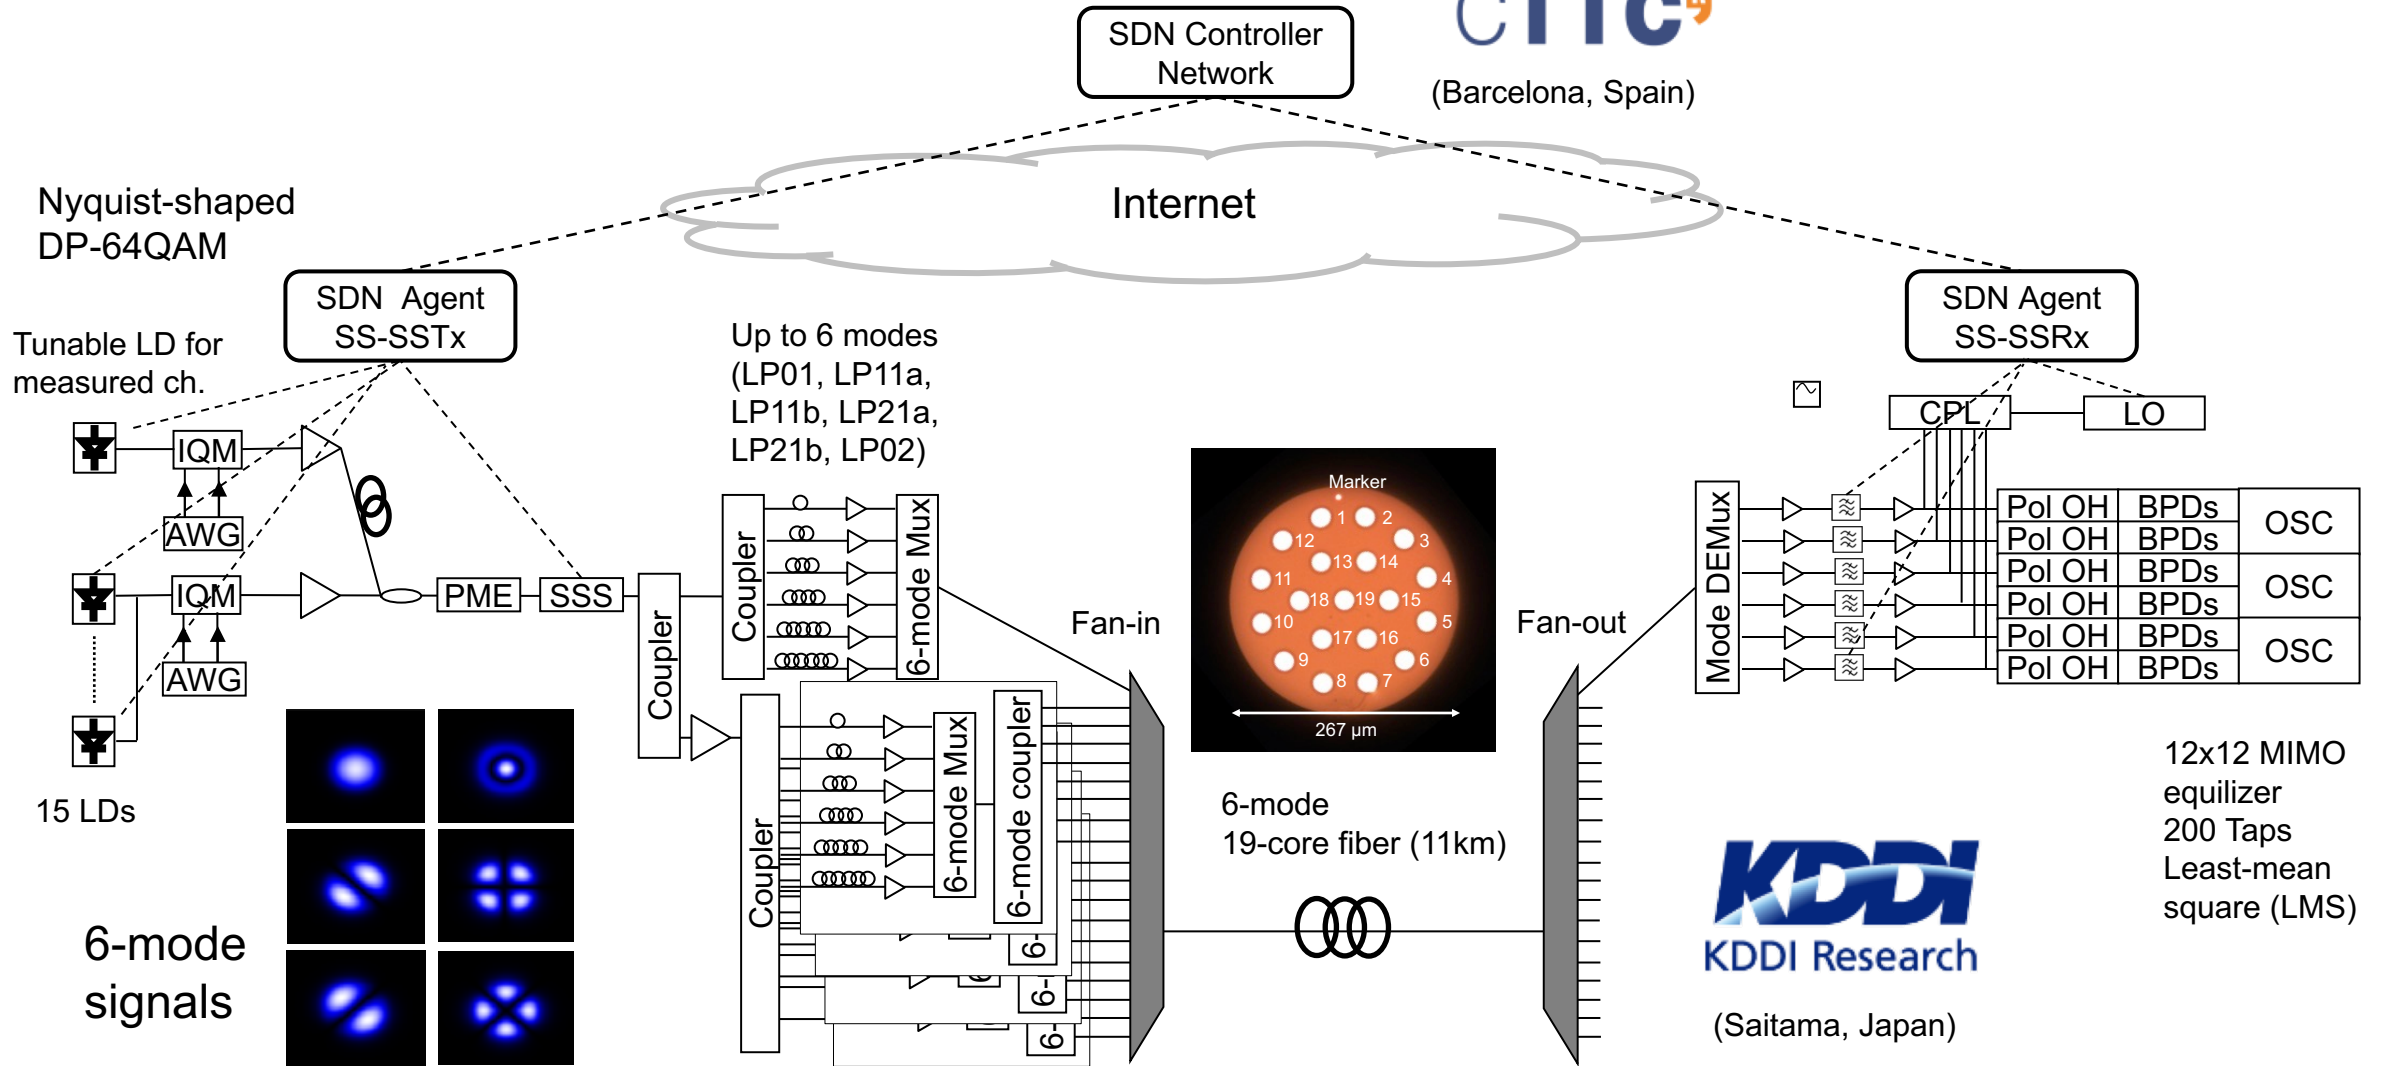 SDN Controller
Network
CTTC
(Barcelona, Spain)
Internet
Nyquist-shaped
DP-64QAM
SDN Agent
SS-SSTx
SDN Agent
SS-SSRx
Tunable LD for
measured ch.
Up to 6 modes
(LP01, LP11a,
LP11b, LP21a,
LP21b, LP02)
IQM
AWG
IQM
AWG
PME
SSS
15 LDs
Coupler
Coupler
6-mode Mux
Coupler
6-mode Mux
6-mode coupler
6-
6
6-
6-
Fan-in
Marker
1
2
3
4
5
6
7
8
9
10
11
12
13
14
15
16
17
18
19
267 µm
6-mode
19-core fiber (11km)
Fan-out
CPL
LO
Mode DEMux
Pol OH BPDs
Pol OH BPDs
OSC
Pol OH BPDs
Pol OH BPDs
OSC
Pol OH BPDs
Pol OH BPDs
OSC
12x12 MIMO
equilizer
200 Taps
Least-mean
square (LMS)
6-mode
signals
KDDI
KDDI Research
(Saitama, Japan)